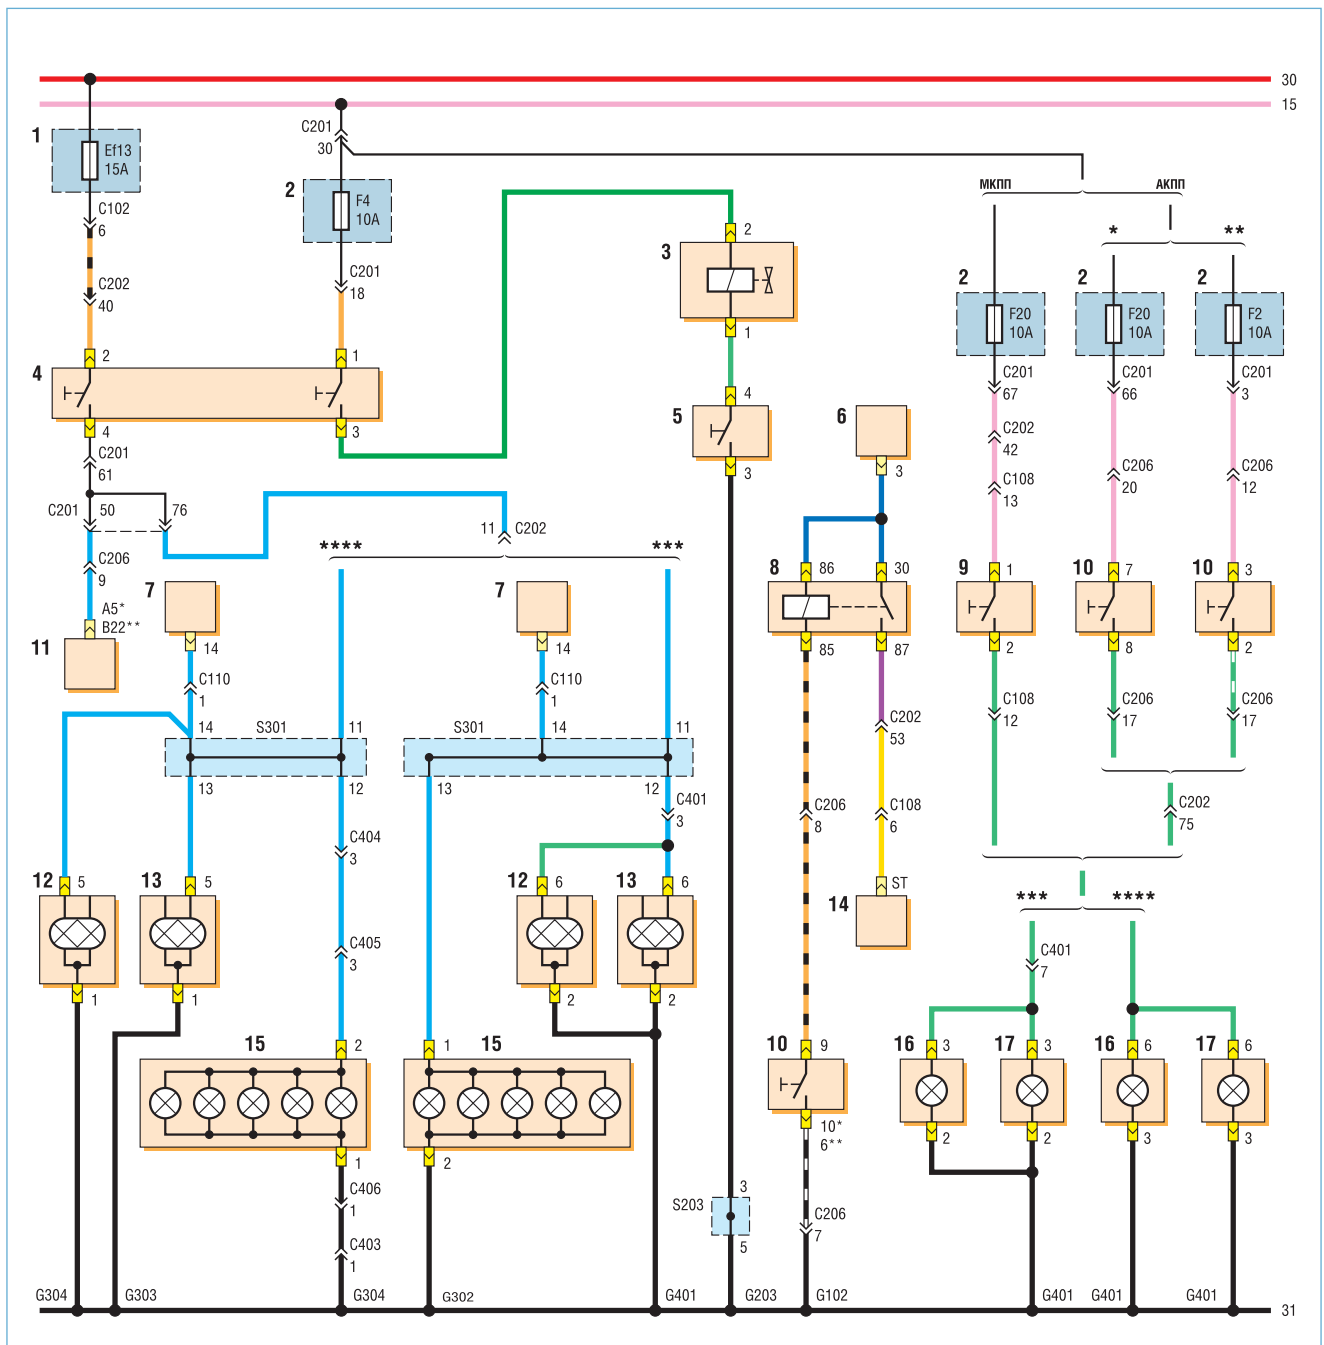 30
15
1
Ef13
15A
C102
6
C202
40
C201
30
2
F4
10A
C201
18
МКПП
АКПП
*
**
3
2
1
2
F20
10A
2
F20
10A
2
F2
10A
C201
67
C201
66
C201
3
4
2
1
4
3
5
4
3
6
3
C202
42
C108
13
C206
20
C206
12
C201
61
C201
50
76
11
C202
****
***
C206
9
A5*
B22**
11
7
14
7
14
8
86
30
85
87
9
1
2
10
7
8
10
3
2
C110
1
C110
1
C108
12
C206
17
C206
17
C202
53
14
S301
11
13
12
S301
14
11
13
12
C401
3
C404
3
C206
8
C108
6
C202
75
12
5
13
5
12
6
13
6
14
ST
***
****
C405
3
C401
7
1
1
2
2
15
2
1
15
1
2
10
9
10*
6**
16
3
2
17
3
2
16
6
3
17
6
3
C406
1
C403
1
S203
3
5
C206
7
G304
G303
G304
G302
G401
G203
G102
G401
G401
G401
31